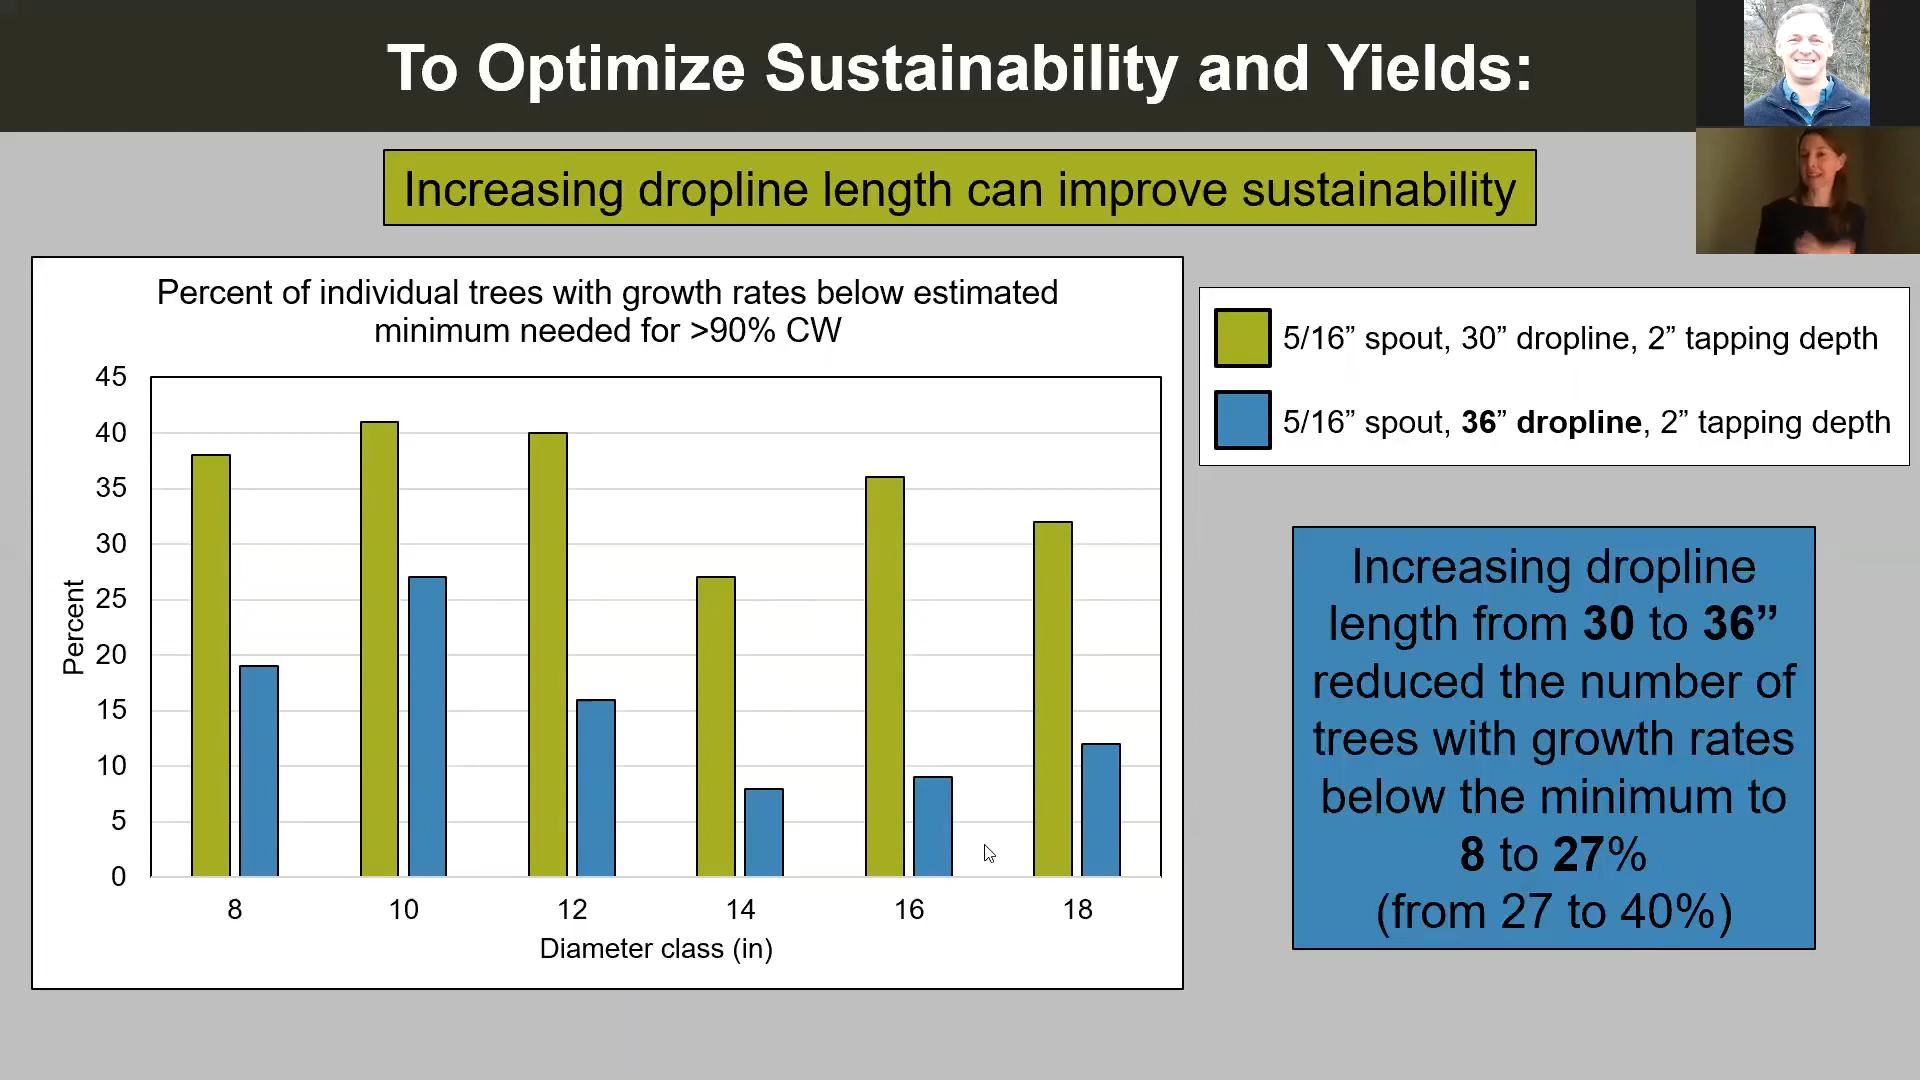 To Optimize Sustainability and Yields:
Increasing dropline length can improve sustainability
Percent of individual trees with growth rates below estimated
minimum needed for >90% CW
45
40
35
30
25
20
15
10
5
0
Percent
8 10 12 14 16 18
Diameter class (in)
5/16” spout, 30” dropline, 2” tapping depth
5/16” spout, 36” dropline, 2” tapping depth
Increasing dropline
length from 30 to 36”
reduced the number of
trees with growth rates
below the minimum to
8 to 27%
(from 27 to 40%)